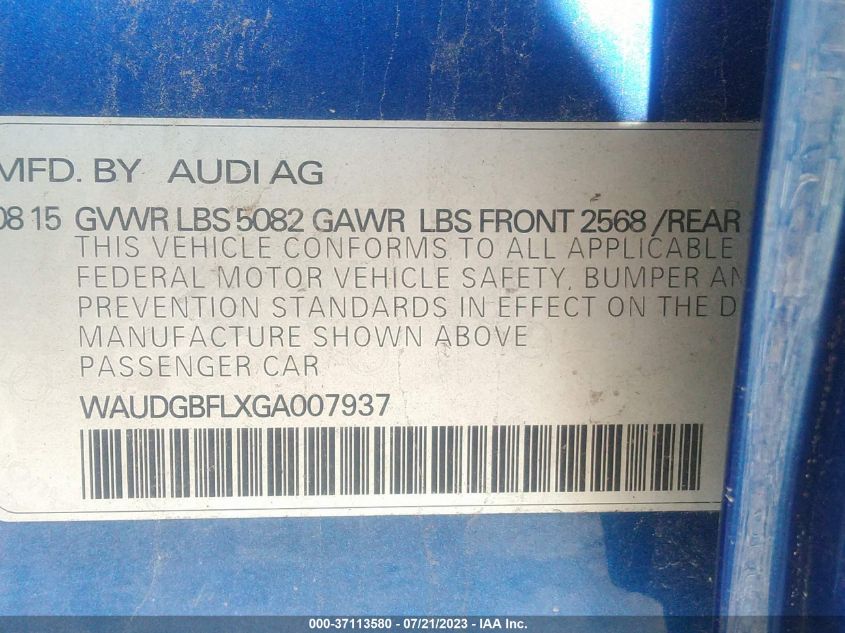 MFD. BY AUDI AG
08 15 GVWR LBS 5082 GAWR LBS FRONT 2568 /REAR
THIS VEHICLE CONFORMS TO ALL APPLICABLE
FEDERAL MOTOR VEHICLE SAFETY, BUMPER AN
PREVENTION STANDARDS IN EFFECT ON THE D
MANUFACTURE SHOWN ABOVE
PASSENGER CAR
WAUDGBFLXGA007937
000-37113580 / 07/21/2023 - IAA Inc.